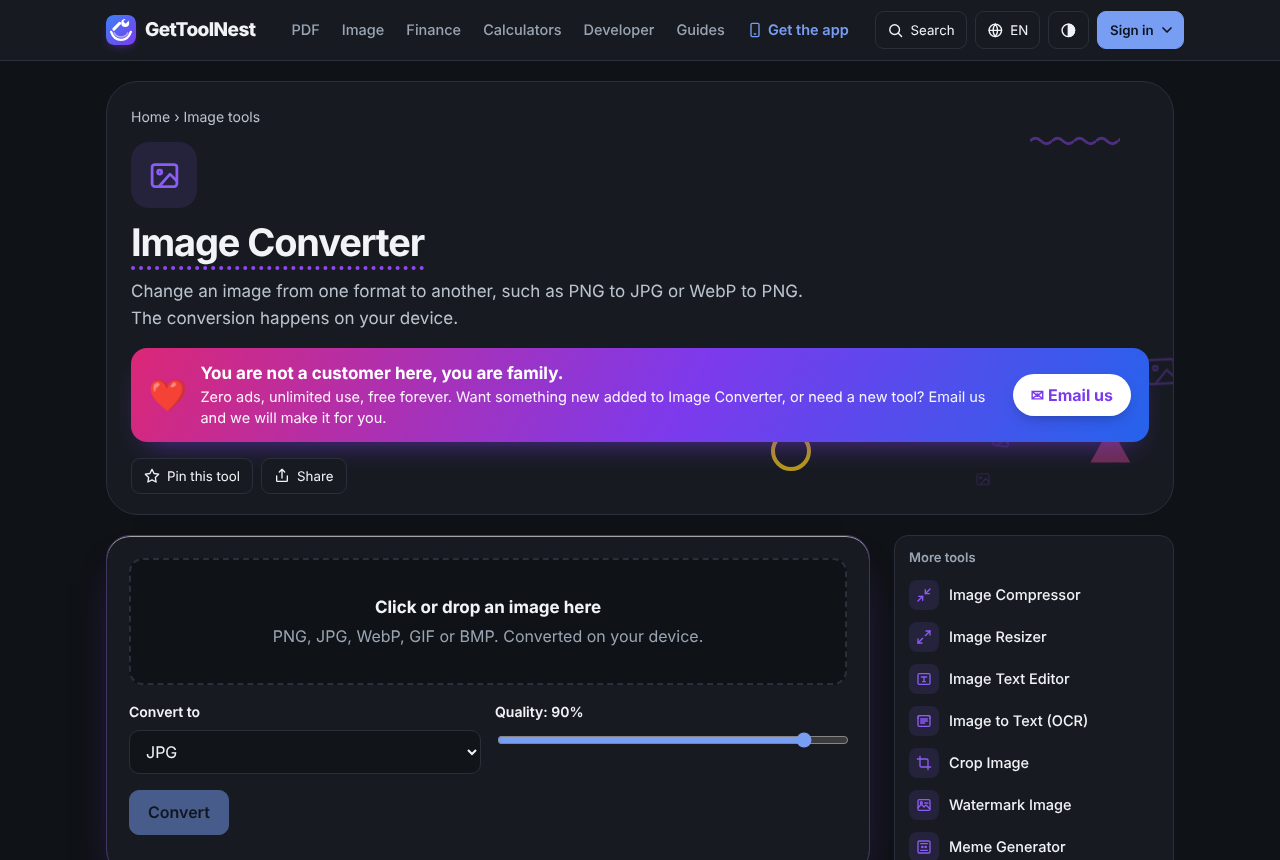 GetToolNest
PDF
Image
Finance
Calculators
Developer
Guides
Get the app
Search
EN
Sign in
Home › Image tools
Image Converter
Change an image from one format to another, such as PNG to JPG or WebP to PNG.
The conversion happens on your device.
You are not a customer here, you are family.
Zero ads, unlimited use, free forever. Want something new added to Image Converter, or need a new tool? Email us
and we will make it for you.
✉ Email us
Pin this tool
Share
Click or drop an image here
PNG, JPG, WebP, GIF or BMP. Converted on your device.
Convert to
JPG
Quality: 90%
Convert
More tools
Image Compressor
Image Resizer
Image Text Editor
Image to Text (OCR)
Crop Image
Watermark Image
Meme Generator